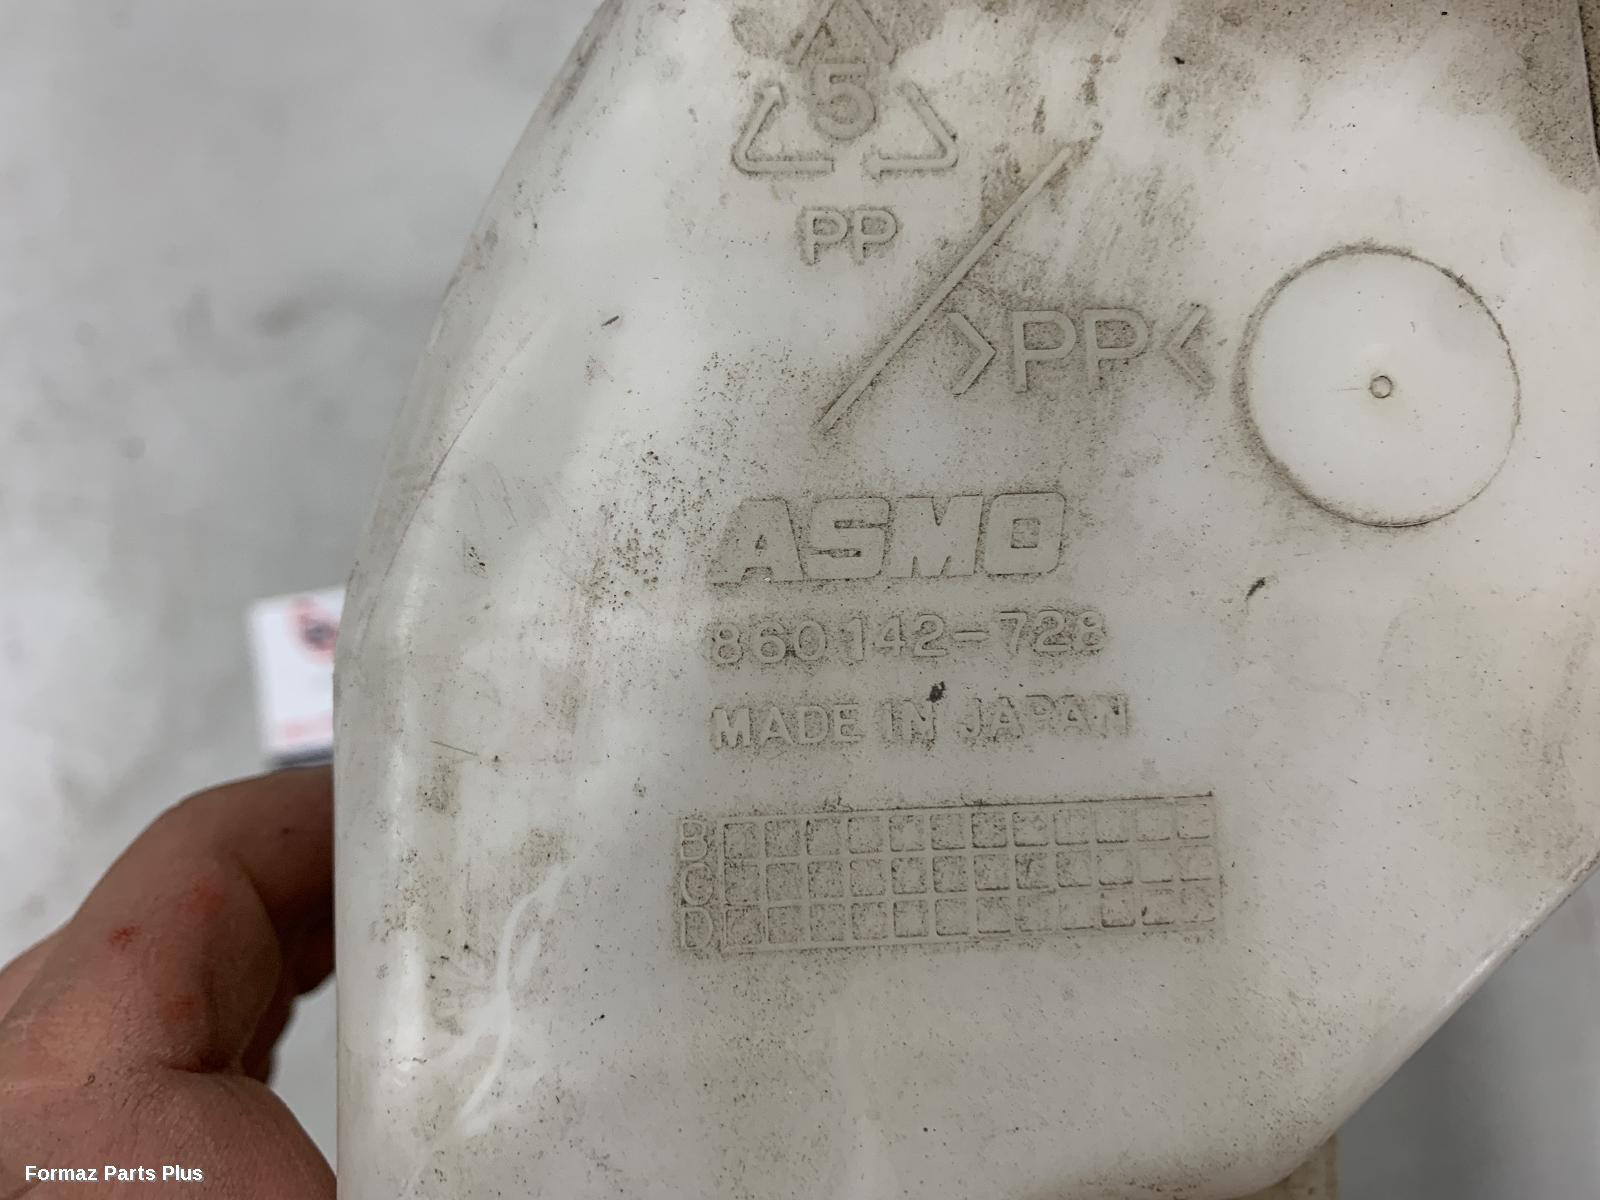 5
PP
>PP<
ASMO
860142-728
MADE IN JAPAN
B
C
D
Formaz Parts Plus